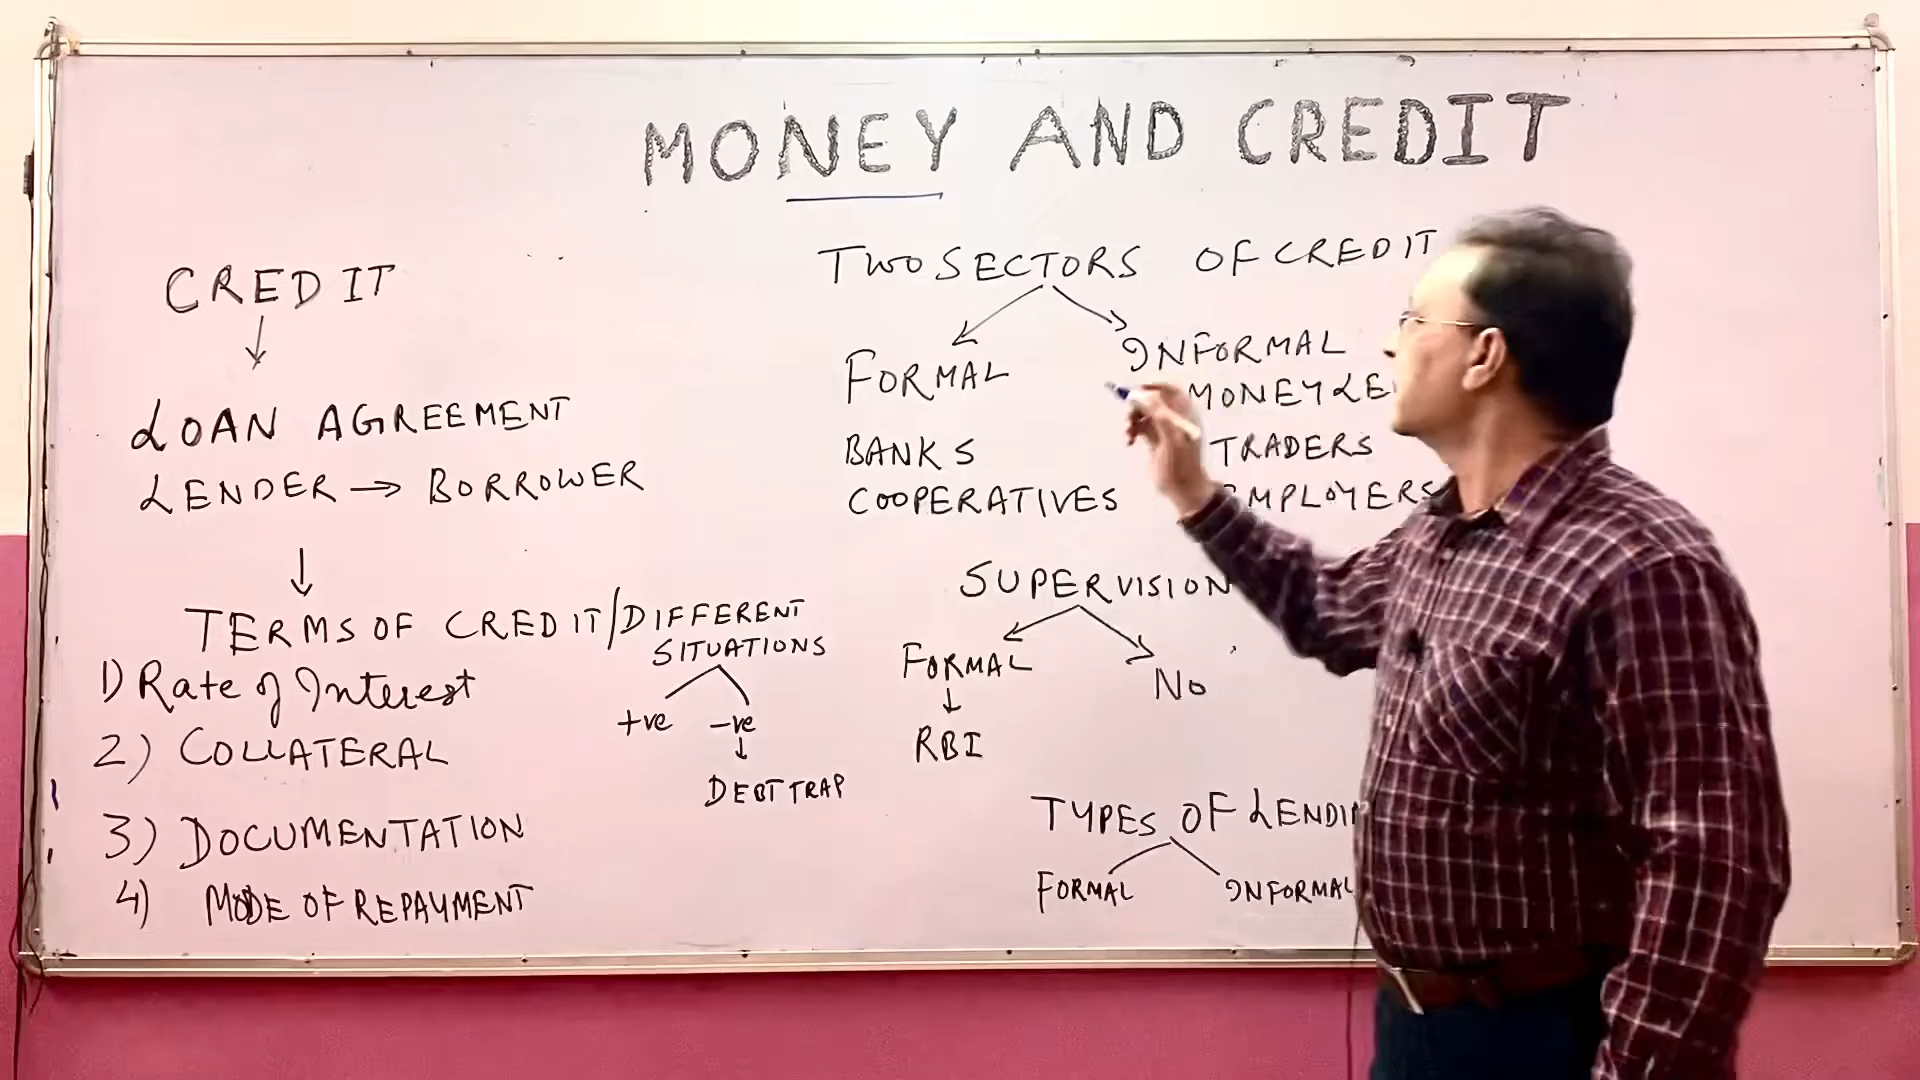 MONEY AND CREDIT
CREDIT
LOAN AGREEMENT
LENDER → BORROWER
TERMS OF CREDIT/DIFFERENT
SITUATIONS
+ve -ve
DEBT TRAP
1) Rate of Interest
2) COLLATERAL
3) DOCUMENTATION
4) MODE OF REPAYMENT
TWO SECTORS OF CREDIT
FORMAL
BANKS
COOPERATIVES
INFORMAL
TRADERS
SUPERVISION
FORMAL
RBI
NO
TYPES OF
FORMAL INFORMAL